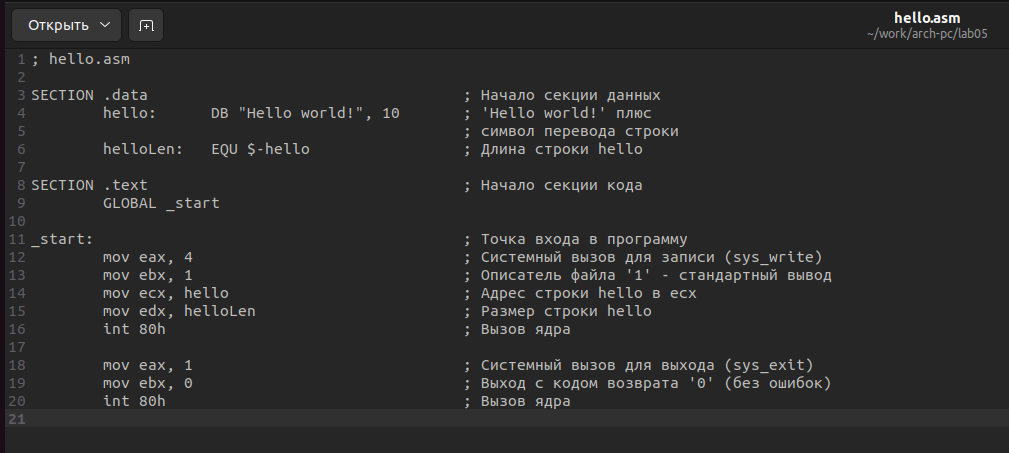 Открыть
hello.asm
~/work/arch-pc/lab05
1 ; hello.asm
2
3 SECTION .data ; Начало секции данных
4 hello: DB "Hello world!", 10 ; 'Hello world!' плюс
5 ; символ перевода строки
6 helloLen: EQU $-hello ; Длина строки hello
7
8 SECTION .text ; Начало секции кода
9 GLOBAL _start
10
11 _start: ; Точка входа в программу
12 mov eax, 4 ; Системный вызов для записи (sys_write)
13 mov ebx, 1 ; Описатель файла '1' - стандартный вывод
14 mov ecx, hello ; Адрес строки hello в ecx
15 mov edx, helloLen ; Размер строки hello
16 int 80h ; Вызов ядра
17
18 mov eax, 1 ; Системный вызов для выхода (sys_exit)
19 mov ebx, 0 ; Выход с кодом возврата '0' (без ошибок)
20 int 80h ; Вызов ядра
21